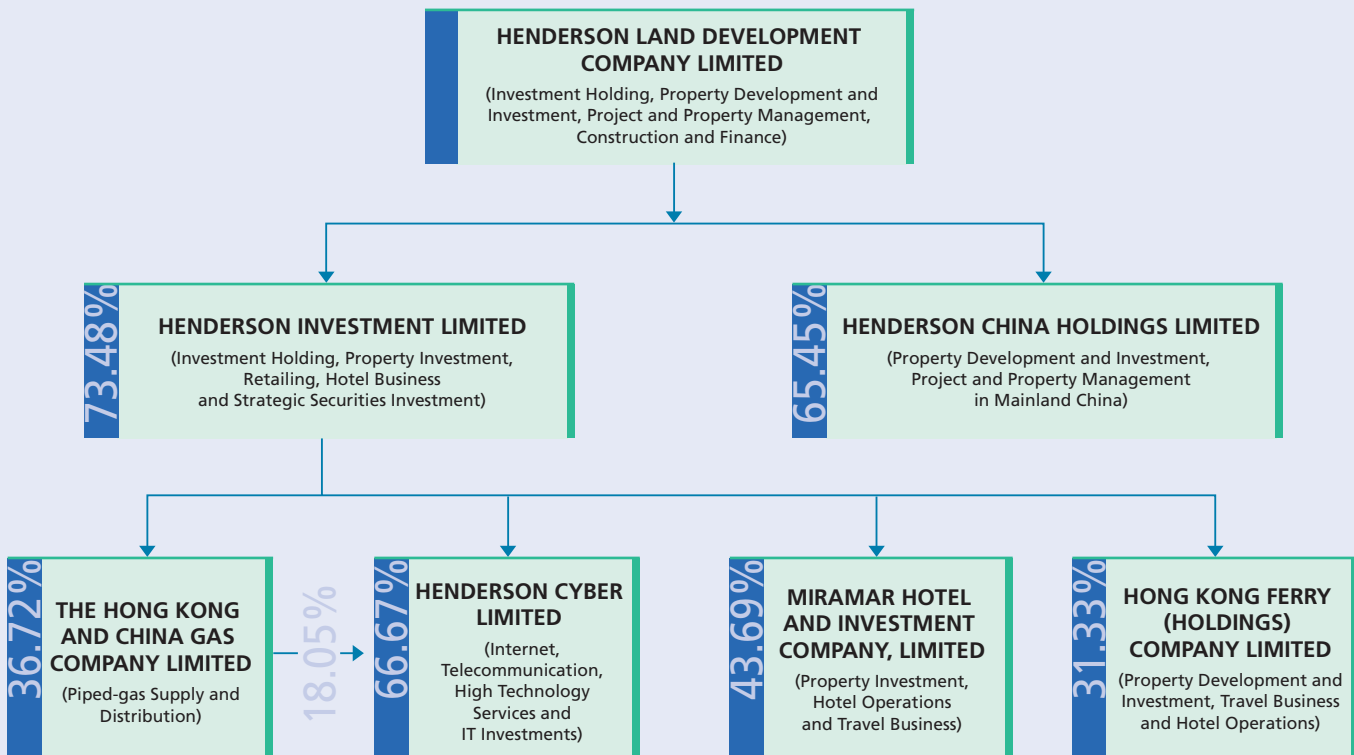 HENDERSON LAND DEVELOPMENT
COMPANY LIMITED
(Investment Holding, Property Development and
Investment, Project and Property Management,
Construction and Finance)
73.48%
HENDERSON INVESTMENT LIMITED
(Investment Holding, Property Investment,
Retailing, Hotel Business
and Strategic Securities Investment)
65.45%
HENDERSON CHINA HOLDINGS LIMITED
(Property Development and Investment,
Project and Property Management
in Mainland China)
36.72%
THE HONG KONG
AND CHINA GAS
COMPANY LIMITED
(Piped-gas Supply and
Distribution)
18.05%
66.67%
HENDERSON CYBER
LIMITED
(Internet,
Telecommunication,
High Technology
Services and
IT Investments)
43.69%
MIRAMAR HOTEL
AND INVESTMENT
COMPANY, LIMITED
(Property Investment,
Hotel Operations
and Travel Business)
31.33%
HONG KONG FERRY
(HOLDINGS)
COMPANY LIMITED
(Property Development and
Investment, Travel Business
and Hotel Operations)